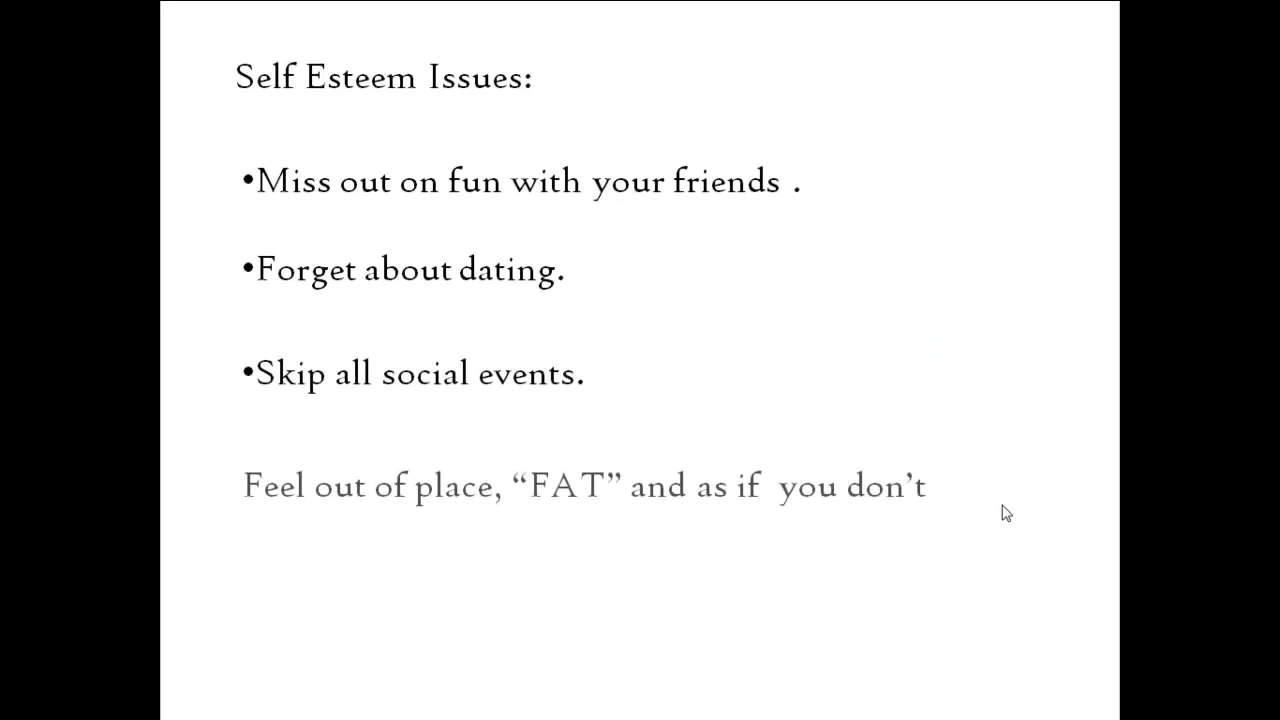 Self Esteem Issues:
•Miss out on fun with your friends .
•Forget about dating.
•Skip all social events.
Feel out of place, “FAT” and as if  you don’t